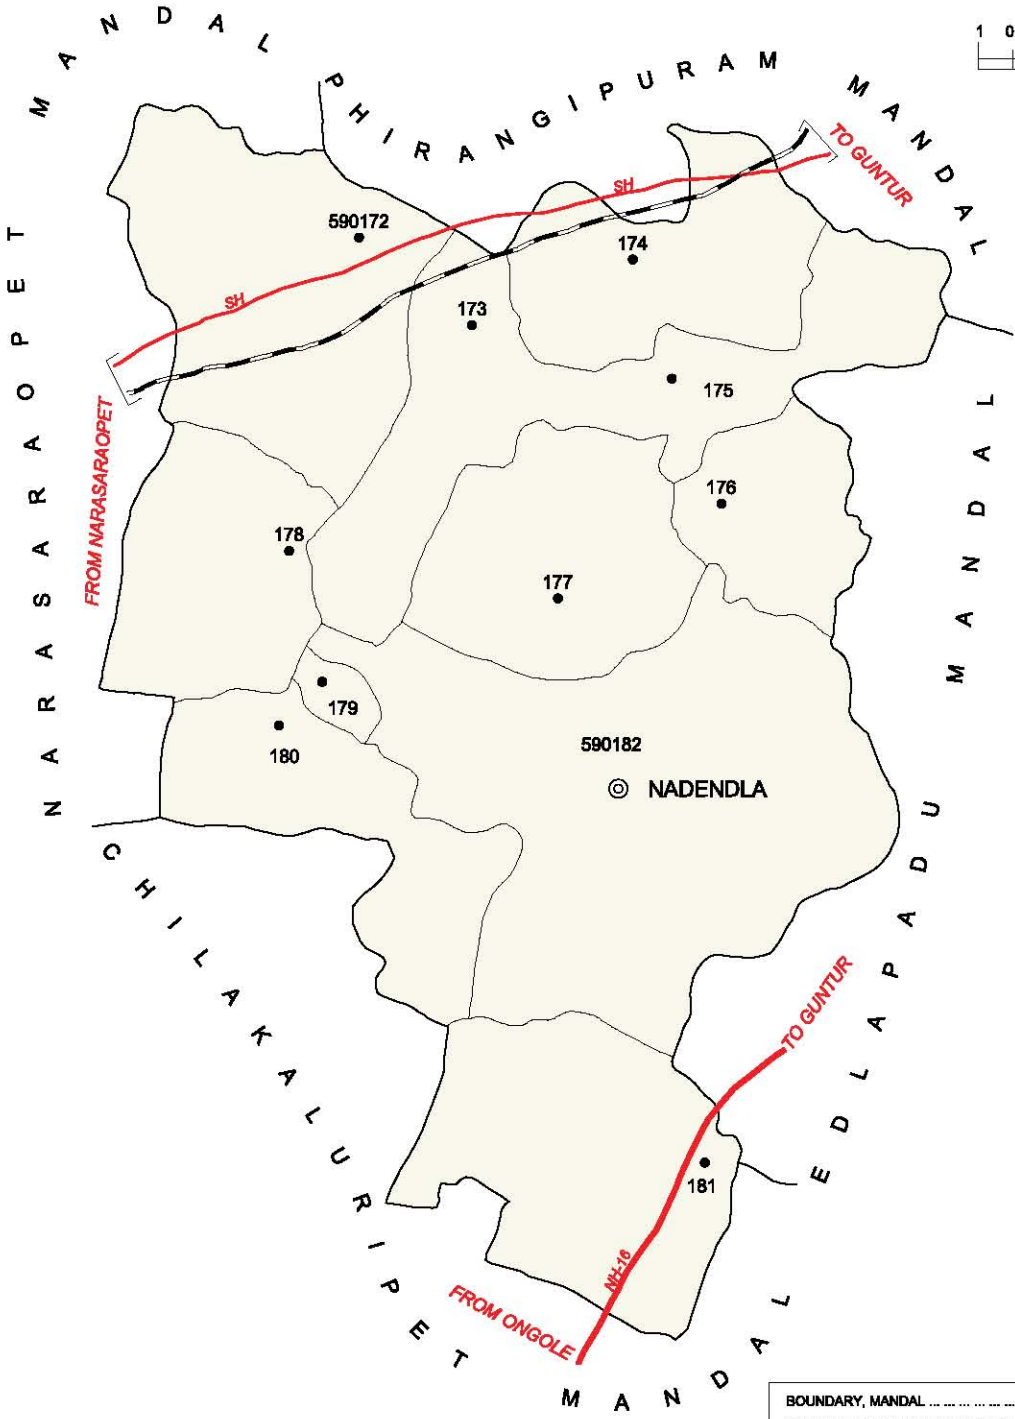 NARASARAOPET MANDAL
PHIRANGIPURAM MANDAL
1 0
TO GUNTUR
SH
590172
174
173
SH
175
FROM NARASARAOPET
176
178
177
179
180
590182
NADENDLA
EDLAPADU MANDAL
CHILAKALURIPET MANDAL
TO GUNTUR
181
NH-16
FROM ONGOLE
BOUNDARY, MANDAL